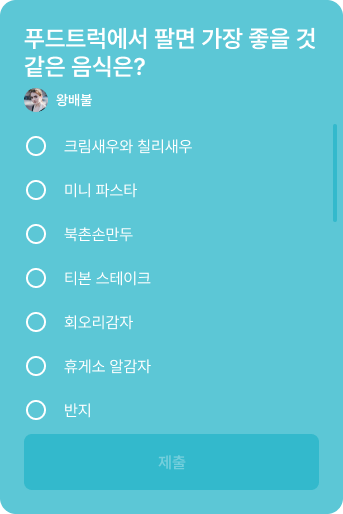 푸드트럭에서 팔면 가장 좋을 것
같은 음식은?
왕배불
크림새우와 칠리새우
미니 파스타
북촌손만두
티본 스테이크
회오리감자
휴게소 알감자
반지
제출